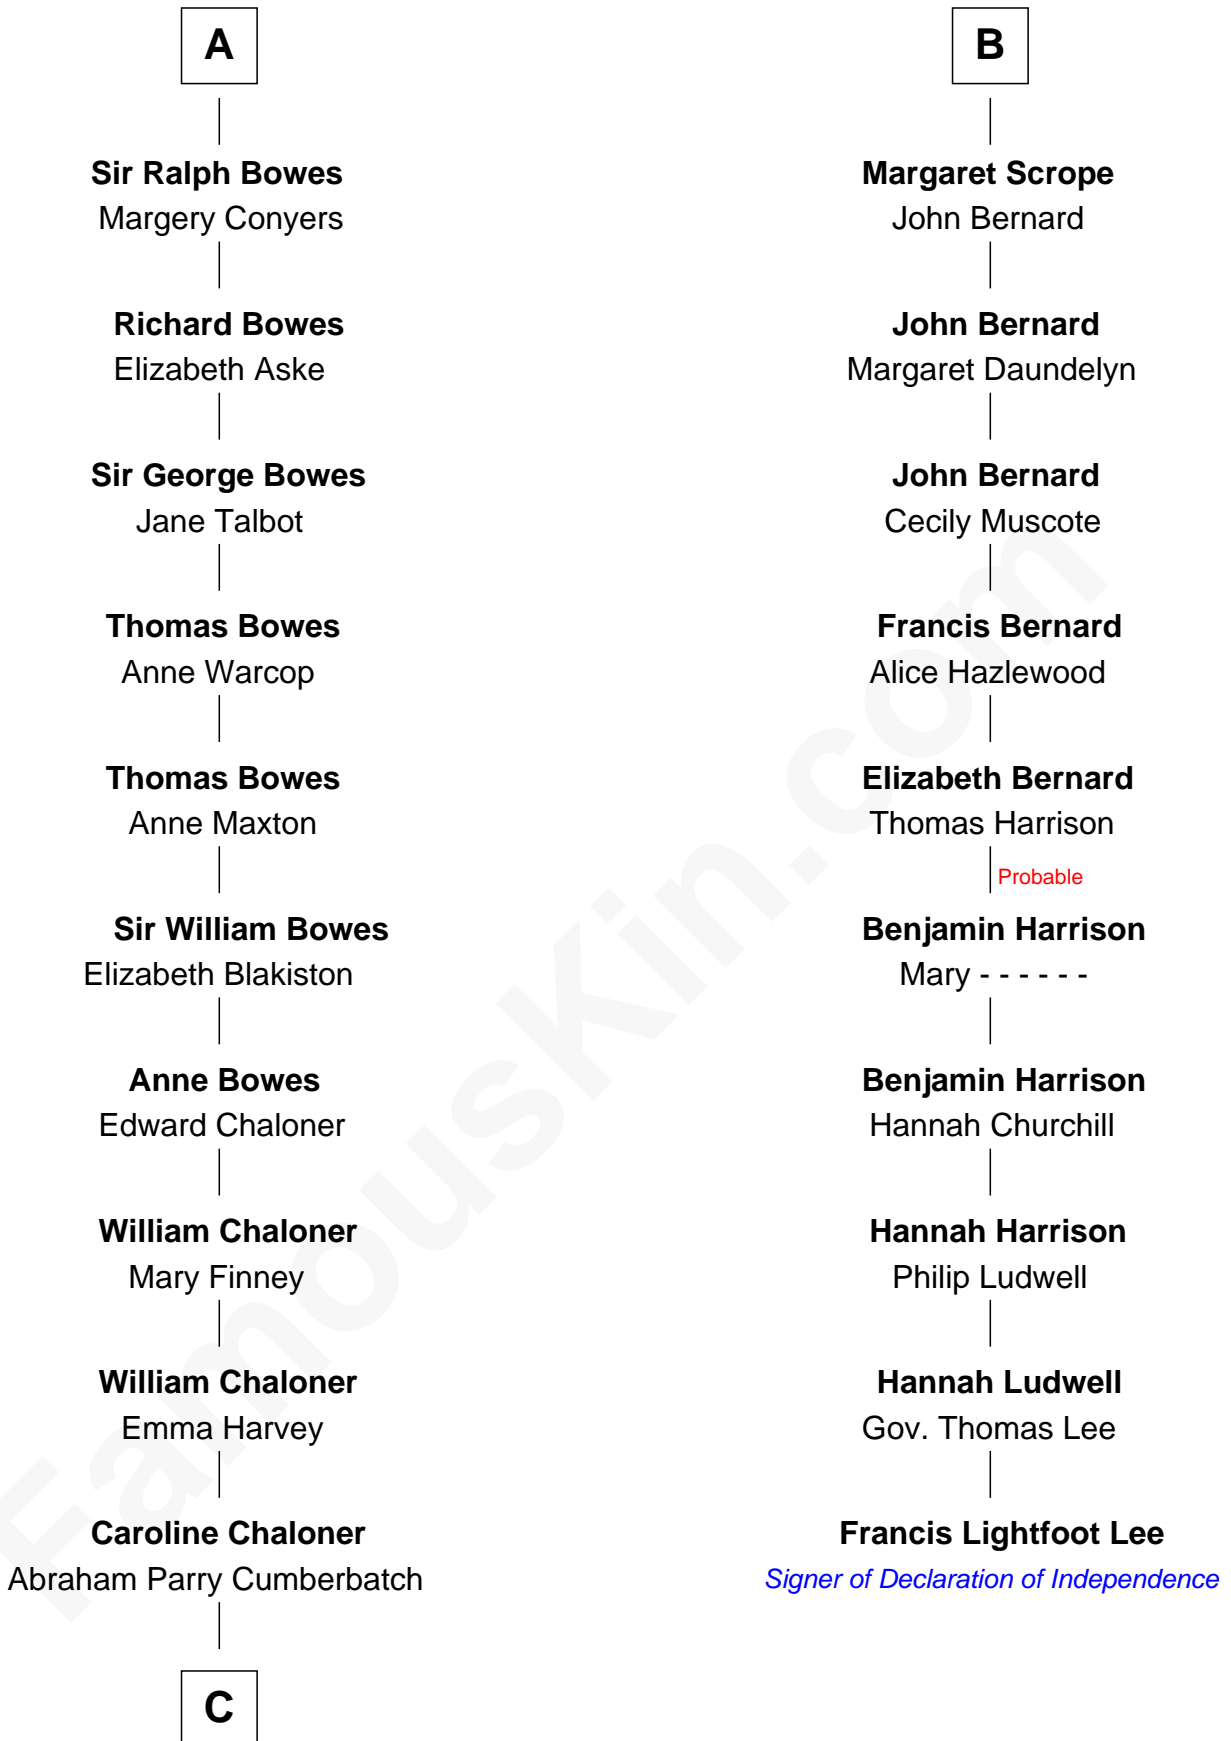 A
Sir Ralph Bowes
Margery Conyers
Richard Bowes
Elizabeth Aske
Sir George Bowes
Jane Talbot
Thomas Bowes
Anne Warcop
Thomas Bowes
Anne Maxton
Sir William Bowes
Elizabeth Blakiston
Anne Bowes
Edward Chaloner
William Chaloner
Mary Finney
William Chaloner
Emma Harvey
Caroline Chaloner
Abraham Parry Cumberbatch
C
B
Margaret Scrope
John Bernard
John Bernard
Margaret Daundelyn
John Bernard
Cecily Muscote
Francis Bernard
Alice Hazlewood
Elizabeth Bernard
Thomas Harrison
Probable
Benjamin Harrison
Mary - - - - - -
Benjamin Harrison
Hannah Churchill
Hannah Harrison
Philip Ludwell
Hannah Ludwell
Gov. Thomas Lee
Francis Lightfoot Lee
Signer of Declaration of Independence
FamousKin.com